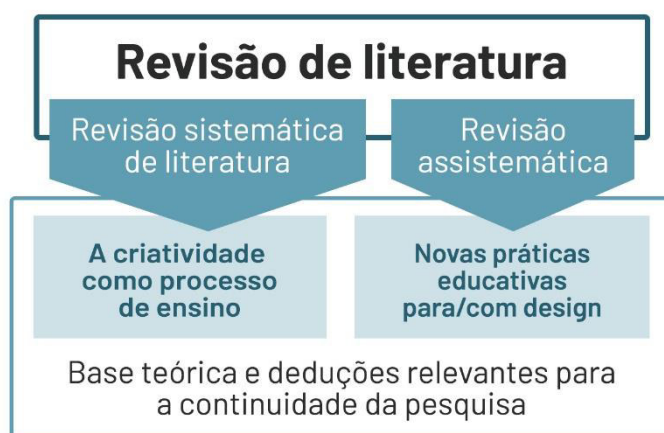 Revisão de literatura
Revisão sistemática
de literatura
Revisão
assistemática
A criatividade
como processo
de ensino
Novas práticas
educativas
para/com design
Base teórica e deduções relevantes para
a continuidade da pesquisa